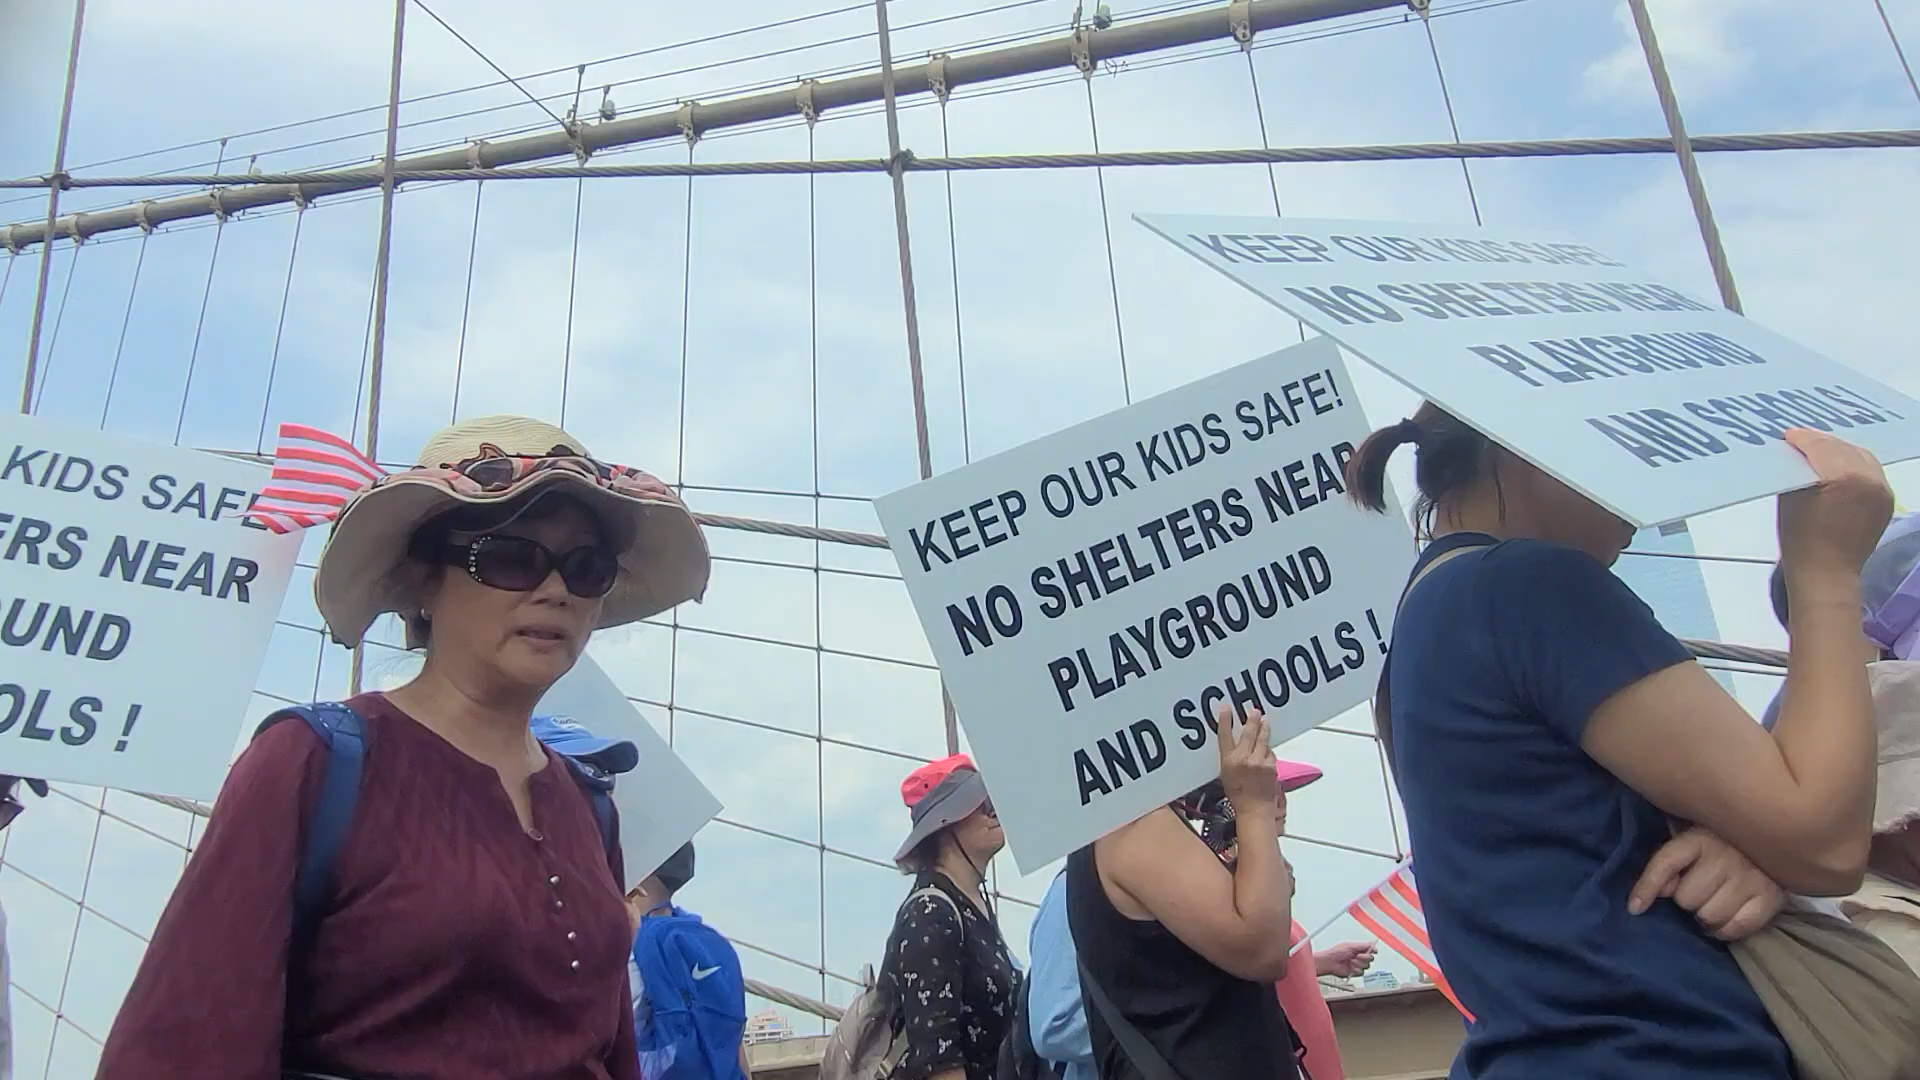 KIDS SAFE
ERS NEAR
OUND
OLS !
KEEP OUR KIDS SAFE!
NO SHELTERS NEAR
PLAYGROUND
AND SCHOOLS !
KEEP OUR KIDS SAFE!
NO SHELTERS NEAR
PLAYGROUND
AND SCHOOLS!